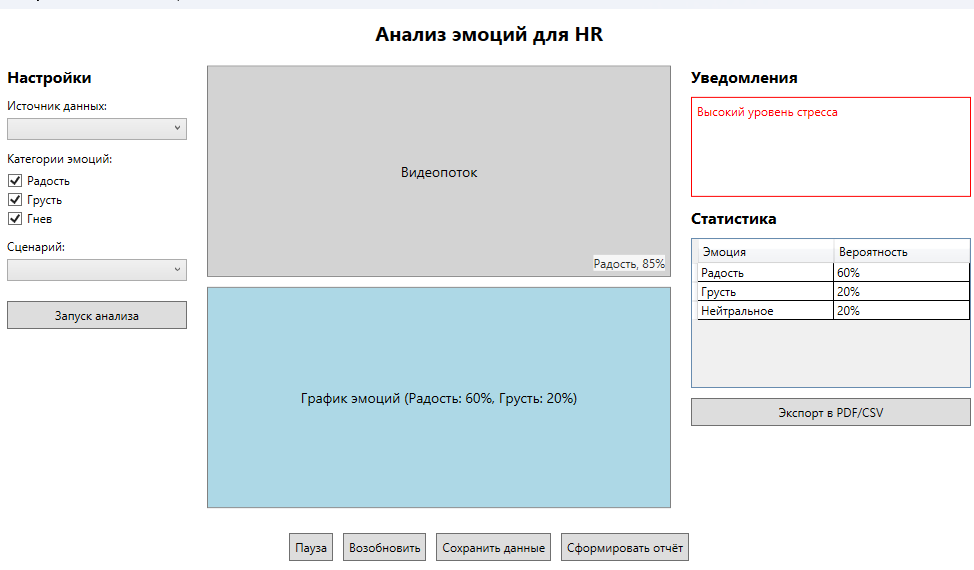 Анализ эмоций для HR
Настройки
Источник данных:
Категории эмоций:
Радость
Грусть
Гнев
Сценарий:
Запуск анализа
Видеопоток
Радость, 85%
График эмоций (Радость: 60%, Грусть: 20%)
Уведомления
Высокий уровень стресса
Статистика
Эмоция Вероятность
Радость 60%
Грусть 20%
Нейтральное 20%
Экспорт в PDF/CSV
Пауза Возобновить Сохранить данные Сформировать отчёт